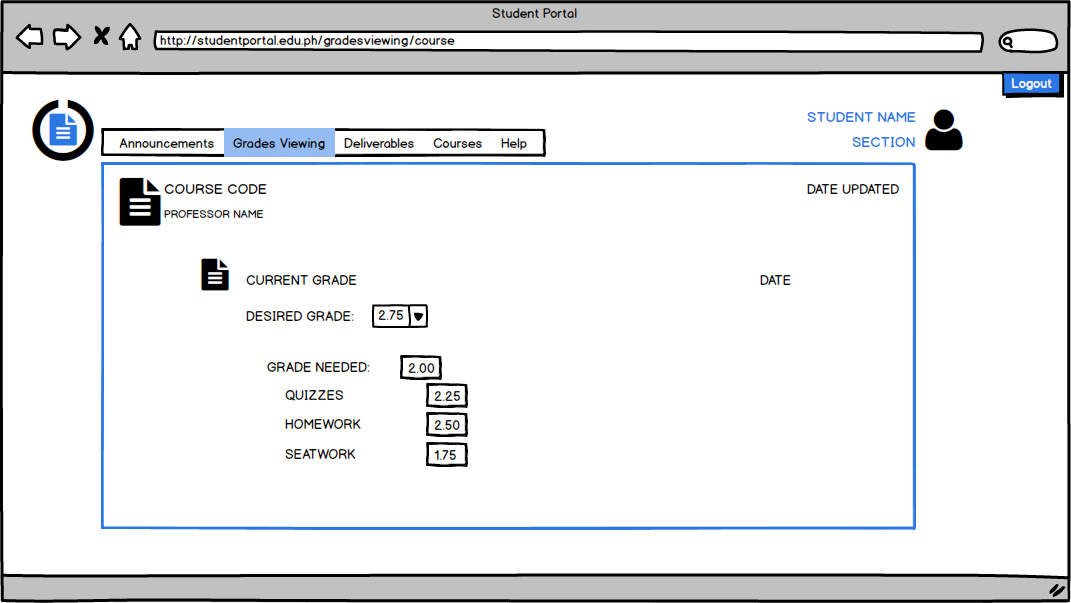 Student Portal
http://studentportal.edu.ph/gradesviewing/course
Logout
STUDENT NAME
SECTION
Announcements Grades Viewing Deliverables Courses Help
COURSE CODE DATE UPDATED
PROFESSOR NAME
CURRENT GRADE DATE
DESIRED GRADE: 2.75
GRADE NEEDED: 2.00
QUIZZES 2.25
HOMEWORK 2.50
SEATWORK 1.75